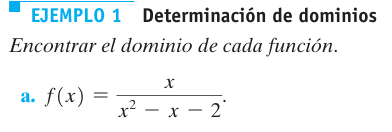 EJEMPLO 1 Determinación de dominios
Encontrar el dominio de cada función.
a. f(x) = x / (x² − x − 2).